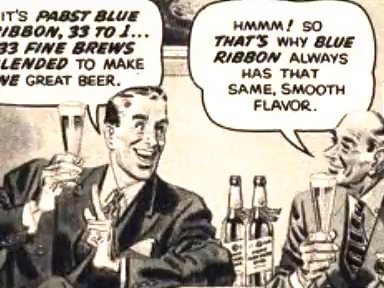 IT'S PABST BLUE
RIBBON, 33 TO 1...
33 FINE BREWS
BLENDED TO MAKE
ONE GREAT BEER.
HMMM! SO
THAT'S WHY BLUE
RIBBON ALWAYS
HAS THAT
SAME, SMOOTH
FLAVOR.